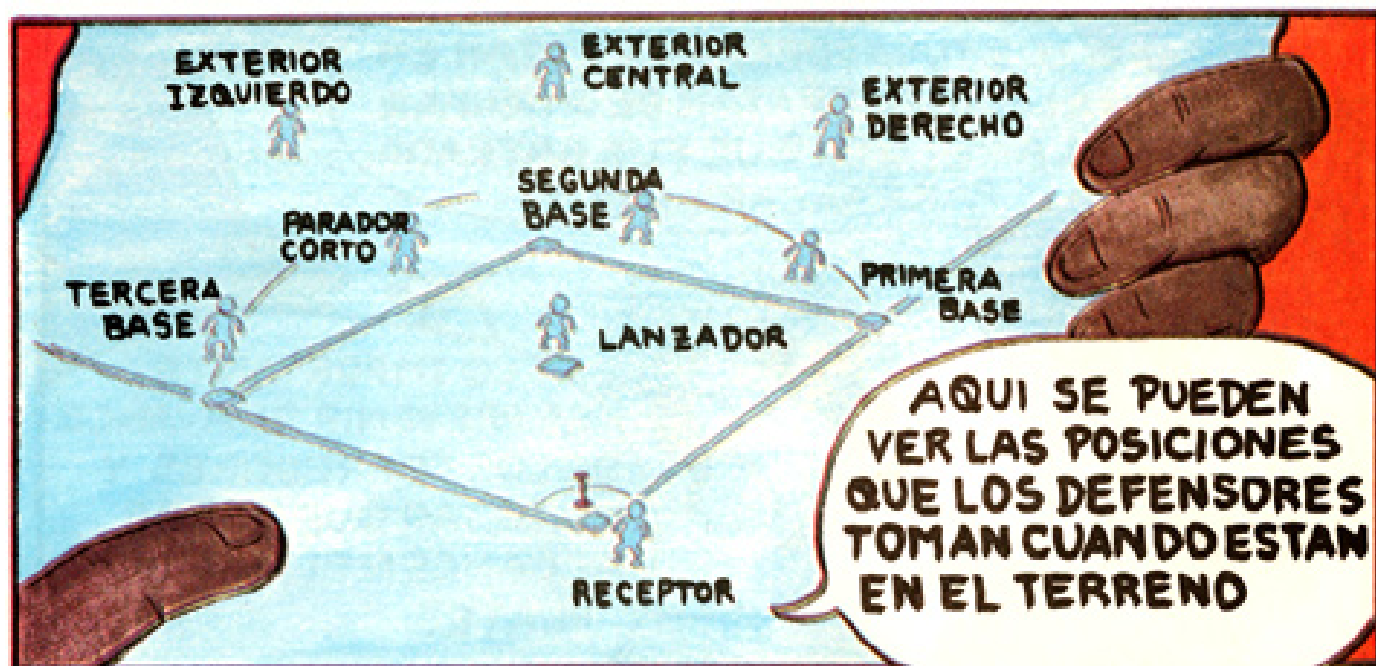 EXTERIOR
IZQUIERDO
EXTERIOR
CENTRAL
EXTERIOR
DERECHO
SEGUNDA
BASE
PARADOR
CORTO
TERCERA
BASE
PRIMERA
BASE
LANZADOR
RECEPTOR
AQUI SE PUEDEN
VER LAS POSICIONES
QUE LOS DEFENSORES
TOMAN CUANDO ESTAN
EN EL TERRENO